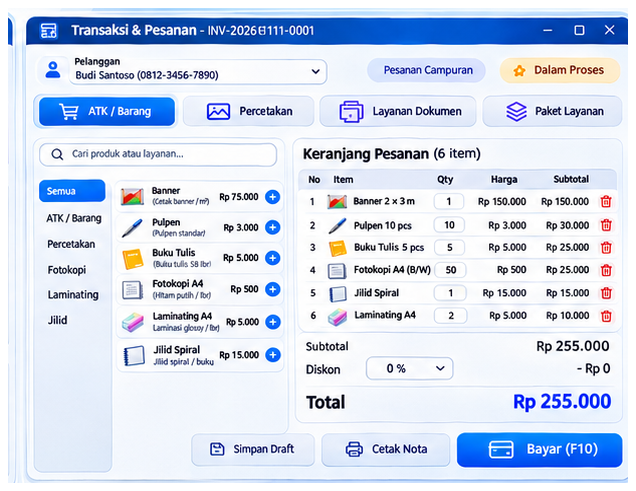 Transaksi & Pesanan - INV-20261111-0001
Pelanggan
Budi Santoso (0812-3456-7890)
Pesanan Campuran
Dalam Proses
ATK / Barang
Percetakan
Layanan Dokumen
Paket Layanan
Cari produk atau layanan...
Semua
ATK / Barang
Percetakan
Fotokopi
Laminating
Jilid
Banner
(Cetak banner / m²)
Rp 75.000
Pulpen
(Pulpen standar)
Rp 3.000
Buku Tulis
(Buku tulis 58 lbr)
Rp 5.000
Fotokopi A4
(Hitam putih / lbr)
Rp 500
Laminating A4
Laminasi glossy / lbr)
Rp 5.000
Jilid Spiral
Jilid spiral / buku
Rp 15.000
Keranjang Pesanan (6 item)
No Item Qty Harga Subtotal
1 Banner 2 × 3 m 1 Rp 150.000 Rp 150.000
2 Pulpen 10 pcs 10 Rp 3.000 Rp 30.000
3 Buku Tulis 5 pcs 5 Rp 5.000 Rp 25.000
4 Fotokopi A4 (B/W) 50 Rp 500 Rp 25.000
5 Jilid Spiral 1 Rp 15.000 Rp 15.000
6 Laminating A4 2 Rp 5.000 Rp 10.000
Subtotal Rp 255.000
Diskon 0 % - Rp 0
Total Rp 255.000
Simpan Draft
Cetak Nota
Bayar (F10)